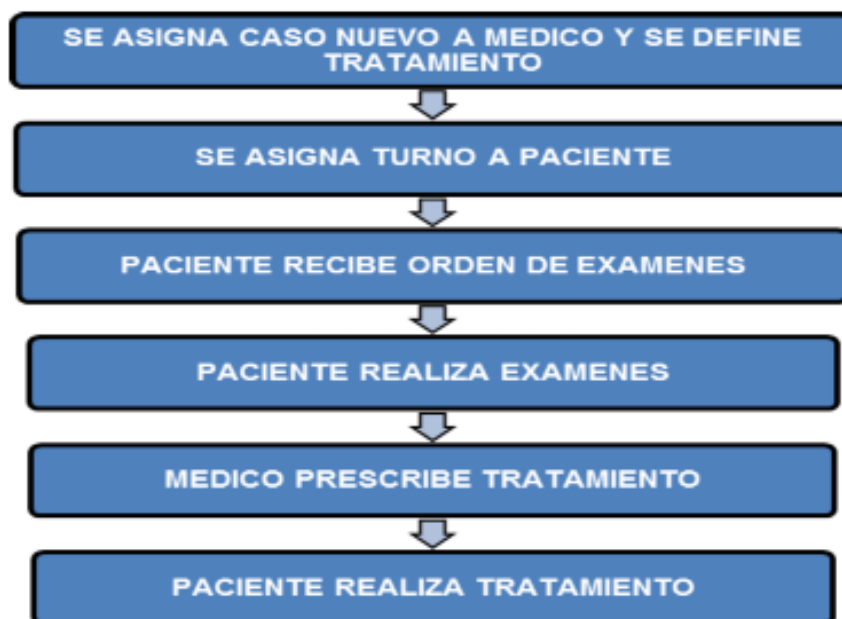 SE ASIGNA CASO NUEVO A MEDICO Y SE DEFINE
TRATAMIENTO
SE ASIGNA TURNO A PACIENTE
PACIENTE RECIBE ORDEN DE EXAMENES
PACIENTE REALIZA EXAMENES
MEDICO PRESCRIBE TRATAMIENTO
PACIENTE REALIZA TRATAMIENTO